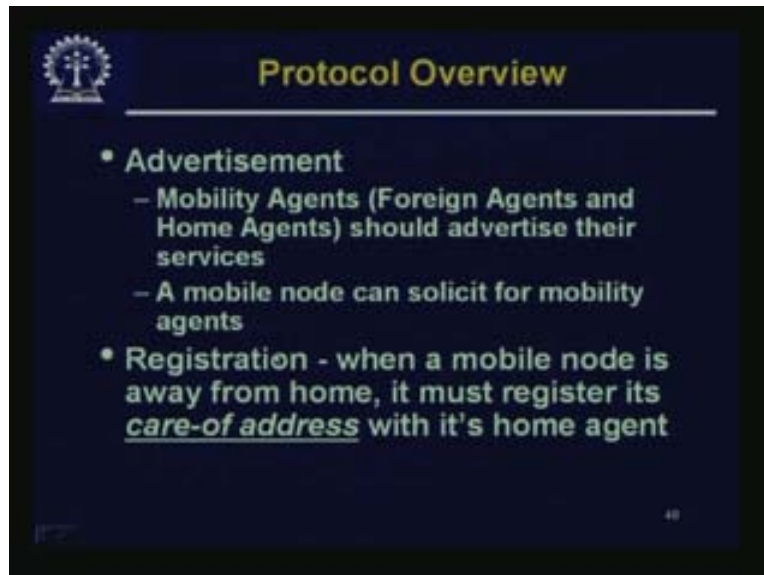 Protocol Overview
• Advertisement
– Mobility Agents (Foreign Agents and
Home Agents) should advertise their
services
– A mobile node can solicit for mobility
agents
• Registration - when a mobile node is
away from home, it must register its
care-of address with it's home agent
40